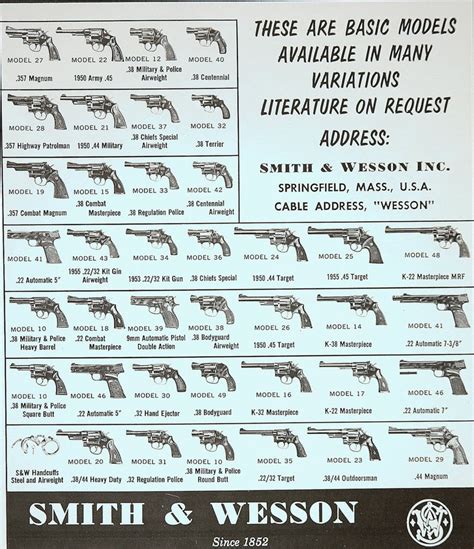 THESE ARE BASIC MODELS
AVAILABLE IN MANY
VARIATIONS
LITERATURE ON REQUEST
ADDRESS:
SMITH & WESSON INC.
SPRINGFIELD, MASS., U.S.A.
CABLE ADDRESS, "WESSON"
MODEL 27
.357 Magnum
MODEL 22
1950 Army .45
MODEL 12
.38 Military & Police
Airweight
MODEL 40
.38 Centennial
MODEL 28
.357 Highway Patrolman
MODEL 21
1950 .44 Military
MODEL 37
.38 Chiefs Special
Airweight
MODEL 32
.38 Terrier
MODEL 19
.357 Combat Magnum
MODEL 15
.38 Combat
Masterpiece
MODEL 33
.38 Regulation Police
MODEL 42
.38 Centennial
Airweight
MODEL 41
.22 Automatic 5"
MODEL 43
1955 .22/32 Kit Gun
Airweight
MODEL 34
1953 .22/32 Kit Gun
MODEL 36
.38 Chiefs Special
MODEL 24
1950 .44 Target
MODEL 25
1955 .45 Target
MODEL 48
K-22 Masterpiece MRF
MODEL 10
.38 Military & Police
Heavy Barrel
MODEL 18
.22 Combat
Masterpiece
MODEL 39
9mm Automatic Pistol
Double Action
MODEL 38
.38 Bodyguard
Airweight
MODEL 26
1950 .45 Target
MODEL 14
K-38 Masterpiece
MODEL 41
.22 Automatic 7-3/8"
MODEL 10
.38 Military & Police
Square Butt
MODEL 46
.22 Automatic 5"
MODEL 30
.32 Hand Ejector
MODEL 49
.38 Bodyguard
MODEL 16
K-32 Masterpiece
MODEL 17
K-22 Masterpiece
MODEL 46
.22 Automatic 7"
S&W Handcuffs
Steel and Airweight
MODEL 20
.38/44 Heavy Duty
MODEL 31
.32 Regulation Police
MODEL 10
.38 Military & Police
Round Butt
MODEL 35
.22/32 Target
MODEL 23
.38/44 Outdoorsman
MODEL 29
.44 Magnum
SMITH & WESSON
Since 1852